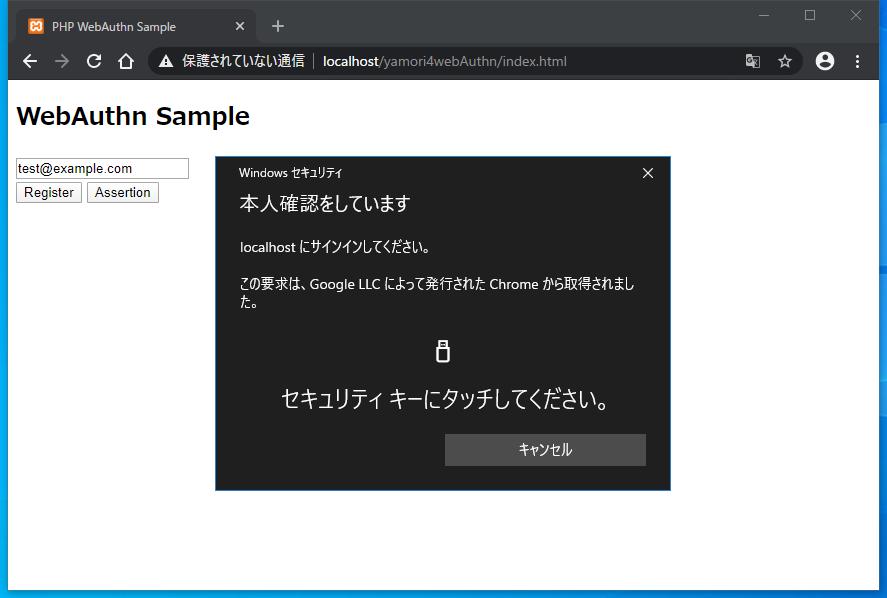 PHP WebAuthn Sample
保護されていない通信 localhost/yamori4webAuthn/index.html
WebAuthn Sample
test@example.com
Register Assertion
Windows セキュリティ
本人確認をしています
localhost にサインインしてください。
この要求は、Google LLC によって発行された Chrome から取得されまし
た。
セキュリティ キーにタッチしてください。
キャンセル